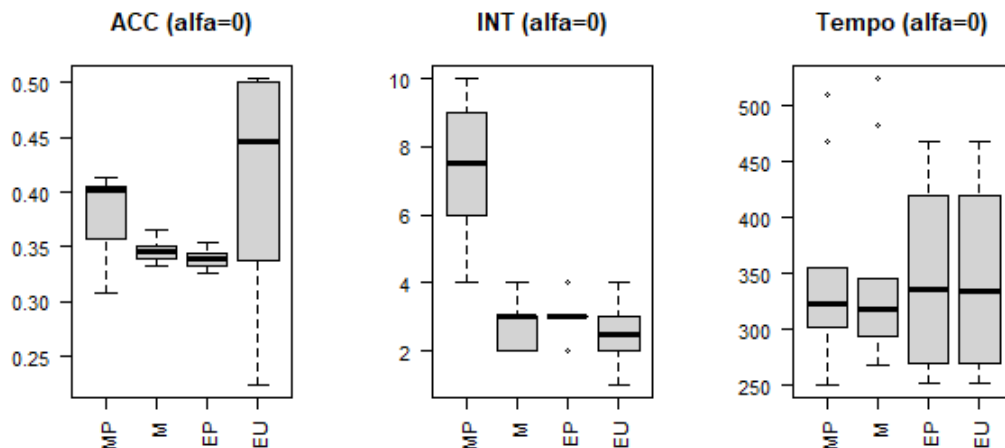 ACC (alfa=0)
0.50
0.45
0.40
0.35
0.30
0.25
MP
M
EP
EU
INT (alfa=0)
10
8
6
4
2
MP
M
EP
EU
Tempo (alfa=0)
500
450
400
350
300
250
MP
M
EP
EU